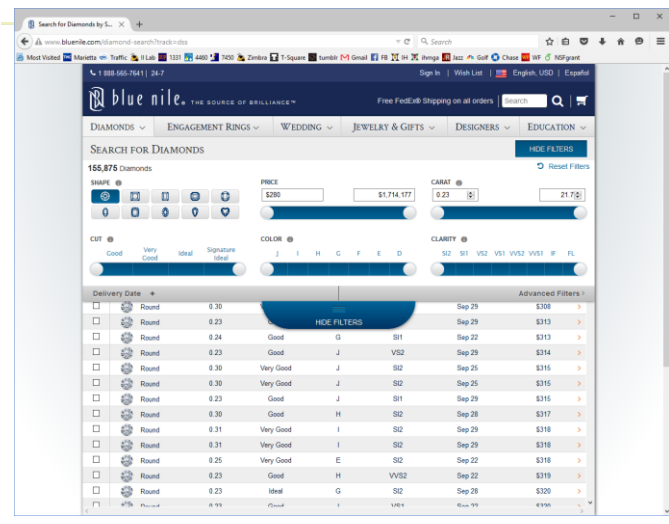 Search for Diamonds by S...
www.bluenile.com/diamond-search?track=dss
Search
Most Visited Marietta Traffic II Lab 1331 4460 7450 Zimbra T-Square tumblr Gmail FB IH ihmga Jazz Golf Chase WF NSFgrant
1 888-565-7641 | 24-7 Sign In | Wish List | English, USD | Español
blue nile® THE SOURCE OF BRILLIANCE™ Free FedEx® Shipping on all orders Search
DIAMONDS ENGAGEMENT RINGS WEDDING JEWELRY & GIFTS DESIGNERS EDUCATION
SEARCH FOR DIAMONDS HIDE FILTERS
155,875 Diamonds Reset Filters
SHAPE PRICE CARAT
$280 $1,714,177 0.23 21.7
CUT COLOR CLARITY
Good Very Good Ideal Signature Ideal J I H G F E D SI2 SI1 VS2 VS1 VVS2 VVS1 IF FL
Delivery Date + Advanced Filters
Round 0.30 Sep 29 $308
Round 0.23 HIDE FILTERS Sep 29 $313
Round 0.24 Good G SI1 Sep 22 $313
Round 0.23 Good J VS2 Sep 29 $314
Round 0.30 Very Good J SI2 Sep 25 $315
Round 0.30 Very Good J SI2 Sep 25 $315
Round 0.23 Good J SI1 Sep 29 $315
Round 0.30 Good H SI2 Sep 28 $317
Round 0.31 Very Good I SI2 Sep 29 $318
Round 0.31 Very Good I SI2 Sep 29 $318
Round 0.25 Very Good E SI2 Sep 22 $318
Round 0.23 Good H VVS2 Sep 22 $319
Round 0.23 Ideal G SI2 Sep 28 $320
Round 0.23 Good I VS1 Sep 22 $320